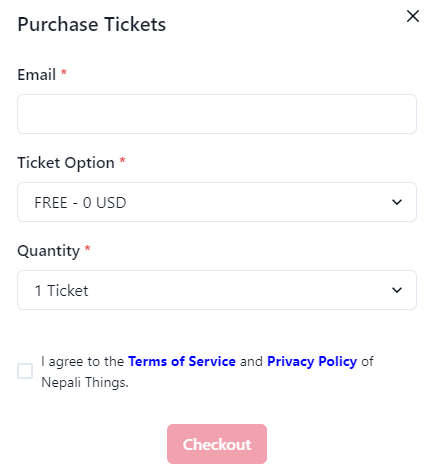 Purchase Tickets
Email *
Ticket Option *
FREE - 0 USD
Quantity *
1 Ticket
I agree to the Terms of Service and Privacy Policy of
Nepali Things.
Checkout